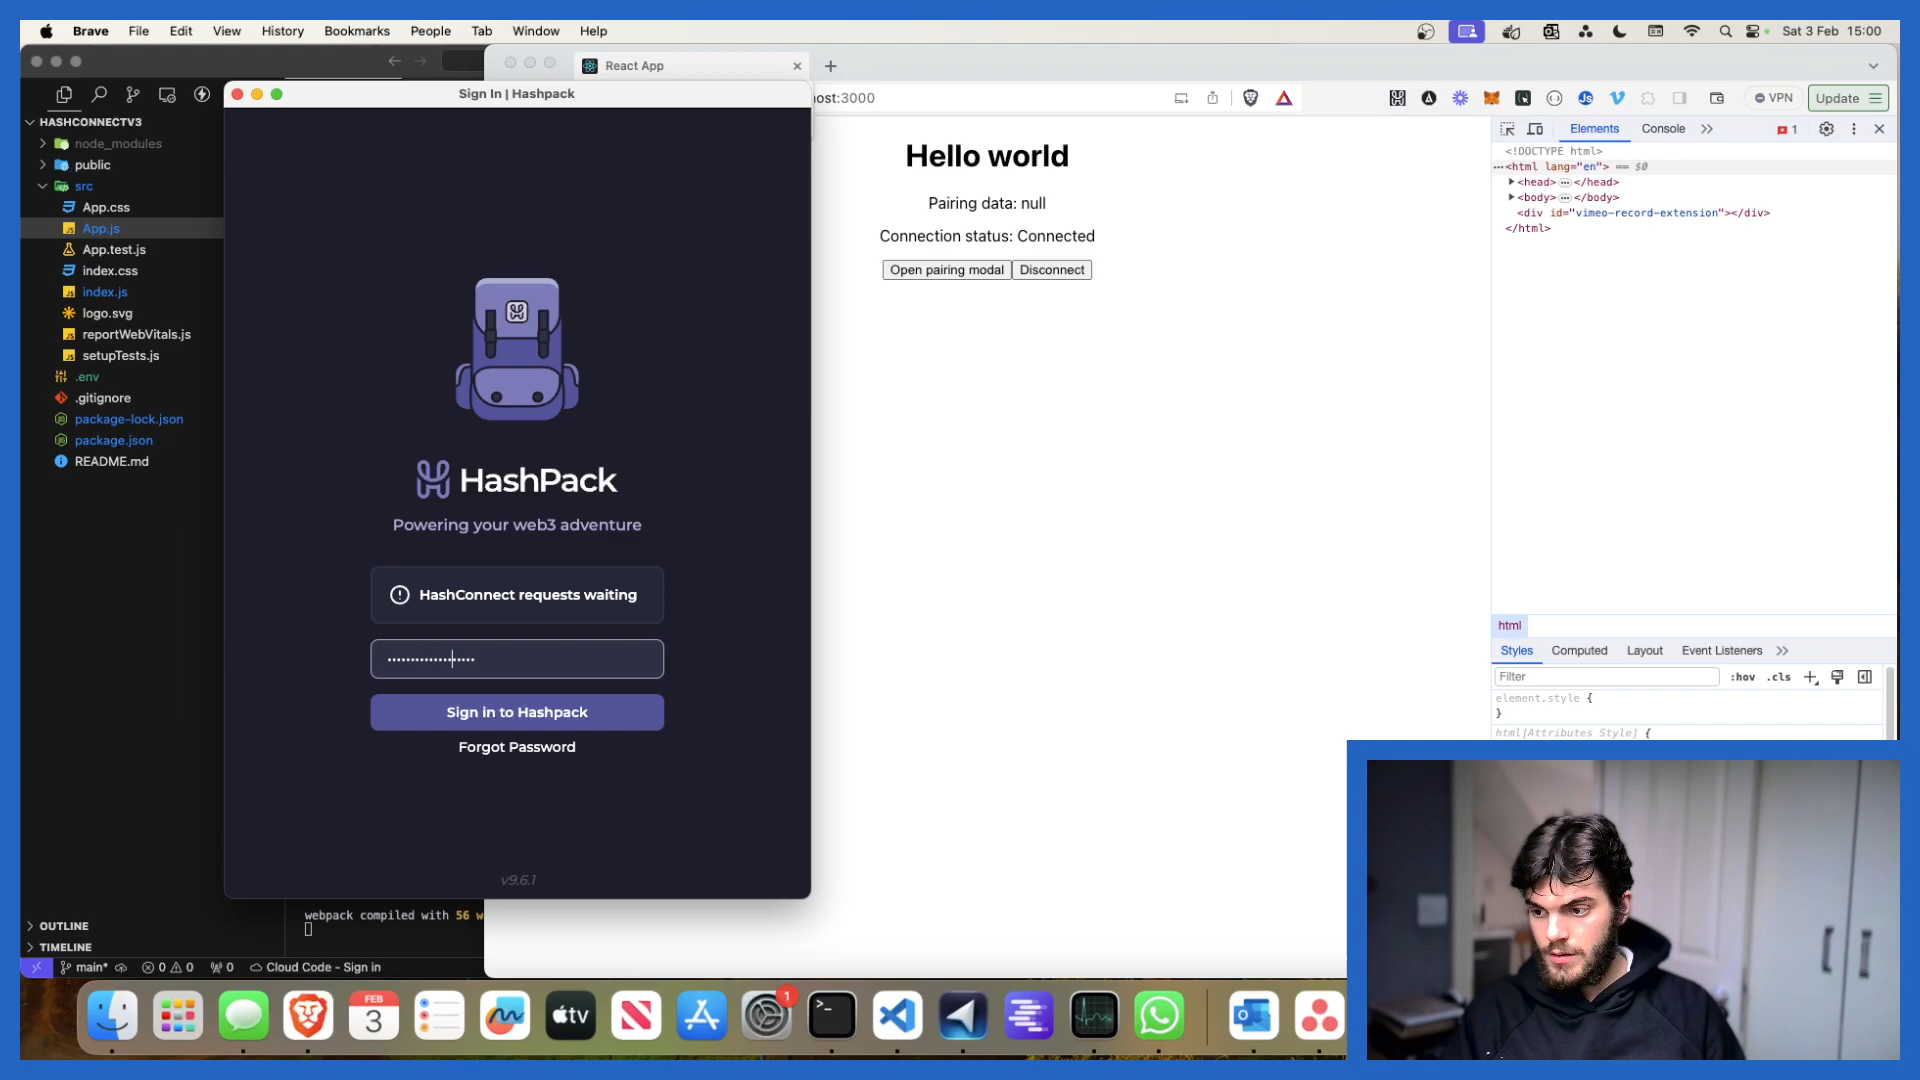 Brave File Edit View History Bookmarks People Tab Window Help
Sat 3 Feb 15:00
React App
Sign In | Hashpack
ost:3000
VPN
Update
HASHCONNECTV3
node_modules
public
src
App.css
App.js
App.test.js
index.css
index.js
logo.svg
reportWebVitals.js
setupTests.js
.env
.gitignore
package-lock.json
package.json
README.md
OUTLINE
TIMELINE
main*
0 0
0
Cloud Code - Sign in
webpack compiled with 56 w
HashPack
Powering your web3 adventure
HashConnect requests waiting
Sign in to Hashpack
Forgot Password
v9.6.1
Hello world
Pairing data: null
Connection status: Connected
Open pairing modal
Disconnect
Elements Console
1
<!DOCTYPE html>
<html lang="en"> == $0
<head> </head>
<body> </body>
<div id="vimeo-record-extension"></div>
</html>
html
Styles Computed Layout Event Listeners
Filter
:hov .cls
element.style {
}
html[Attributes Style] {
FEB
3
tv
1